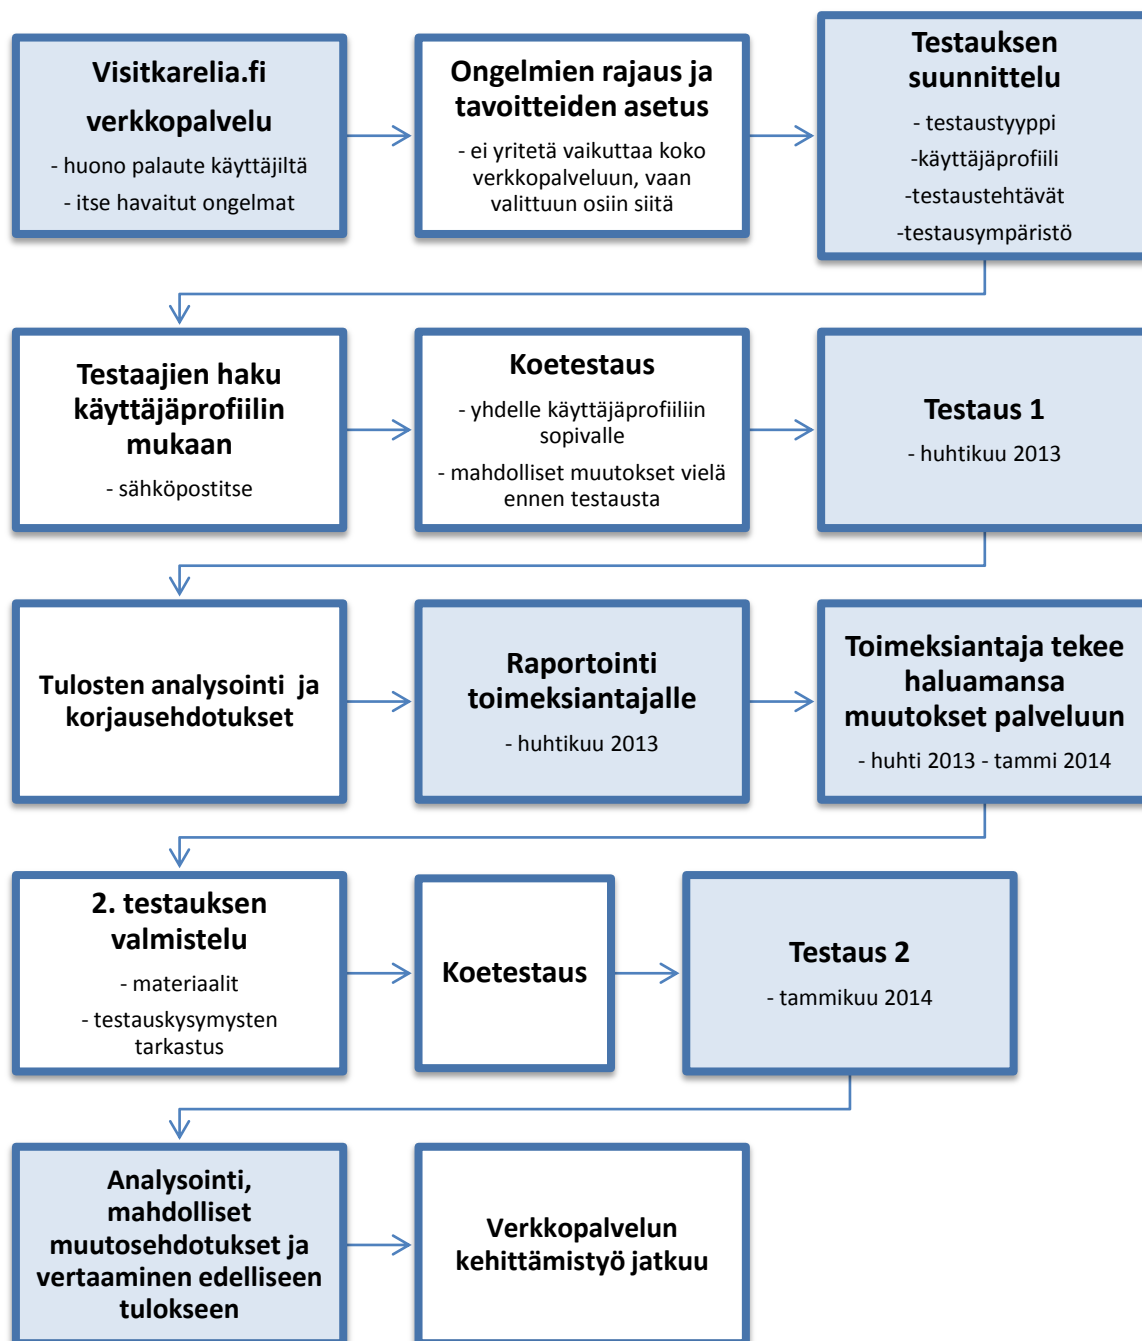 Visitkarelia.fi
verkkopalvelu
- huono palaute käyttäjiltä
- itse havaitut ongelmat
Ongelmien rajaus ja
tavoitteiden asetus
- ei yritetä vaikuttaa koko
verkkopalveluun, vaan
valittuun osiin siitä
Testauksen
suunnittelu
- testaustyyppi
-käyttäjäprofiili
-testaustehtävät
-testausympäristö
Testaajien haku
käyttäjäprofiilin
mukaan
- sähköpostitse
Koetestaus
- yhdelle käyttäjäprofiiliin
sopivalle
- mahdolliset muutokset vielä
ennen testausta
Testaus 1
- huhtikuu 2013
Tulosten analysointi ja
korjausehdotukset
Raportointi
toimeksiantajalle
- huhtikuu 2013
Toimeksiantaja tekee
haluamansa
muutokset palveluun
- huhti 2013 - tammi 2014
2. testauksen
valmistelu
- materiaalit
- testauskysymysten
tarkastus
Koetestaus
Testaus 2
- tammikuu 2014
Analysointi,
mahdolliset
muutosehdotukset ja
vertaaminen edelliseen
tulokseen
Verkkopalvelun
kehittämistyö jatkuu